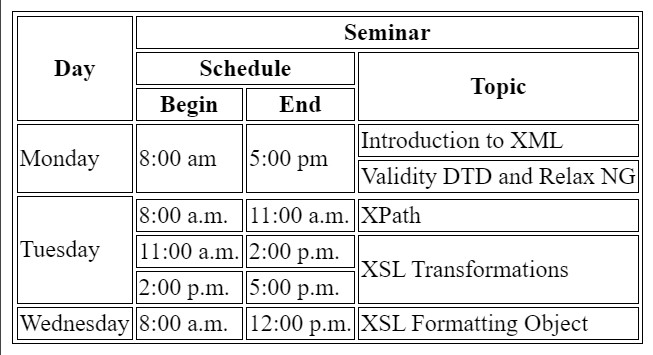 Seminar
Day
Schedule
Topic
Begin
End
Monday
8:00 am
5:00 pm
Introduction to XML
Validity DTD and Relax NG
Tuesday
8:00 a.m.
11:00 a.m.
XPath
11:00 a.m.
2:00 p.m.
XSL Transformations
2:00 p.m.
5:00 p.m.
Wednesday
8:00 a.m.
12:00 p.m.
XSL Formatting Object